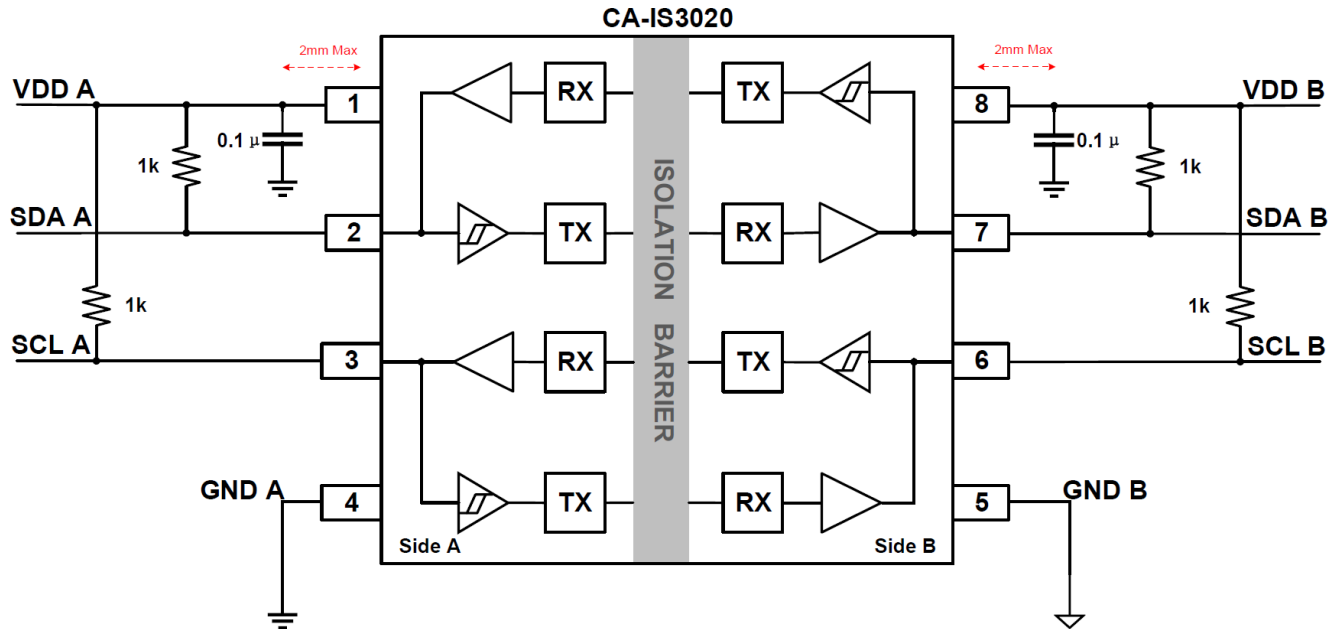 CA-IS3020
2mm Max
2mm Max
VDD A
1
RX
TX
8
VDD B
0.1 μ
0.1 μ
1k
1k
SDA A
2
TX
RX
7
SDA B
ISOLATION BARRIER
1k
1k
SCL A
3
RX
TX
6
SCL B
GND A
4
TX
RX
5
GND B
Side A
Side B